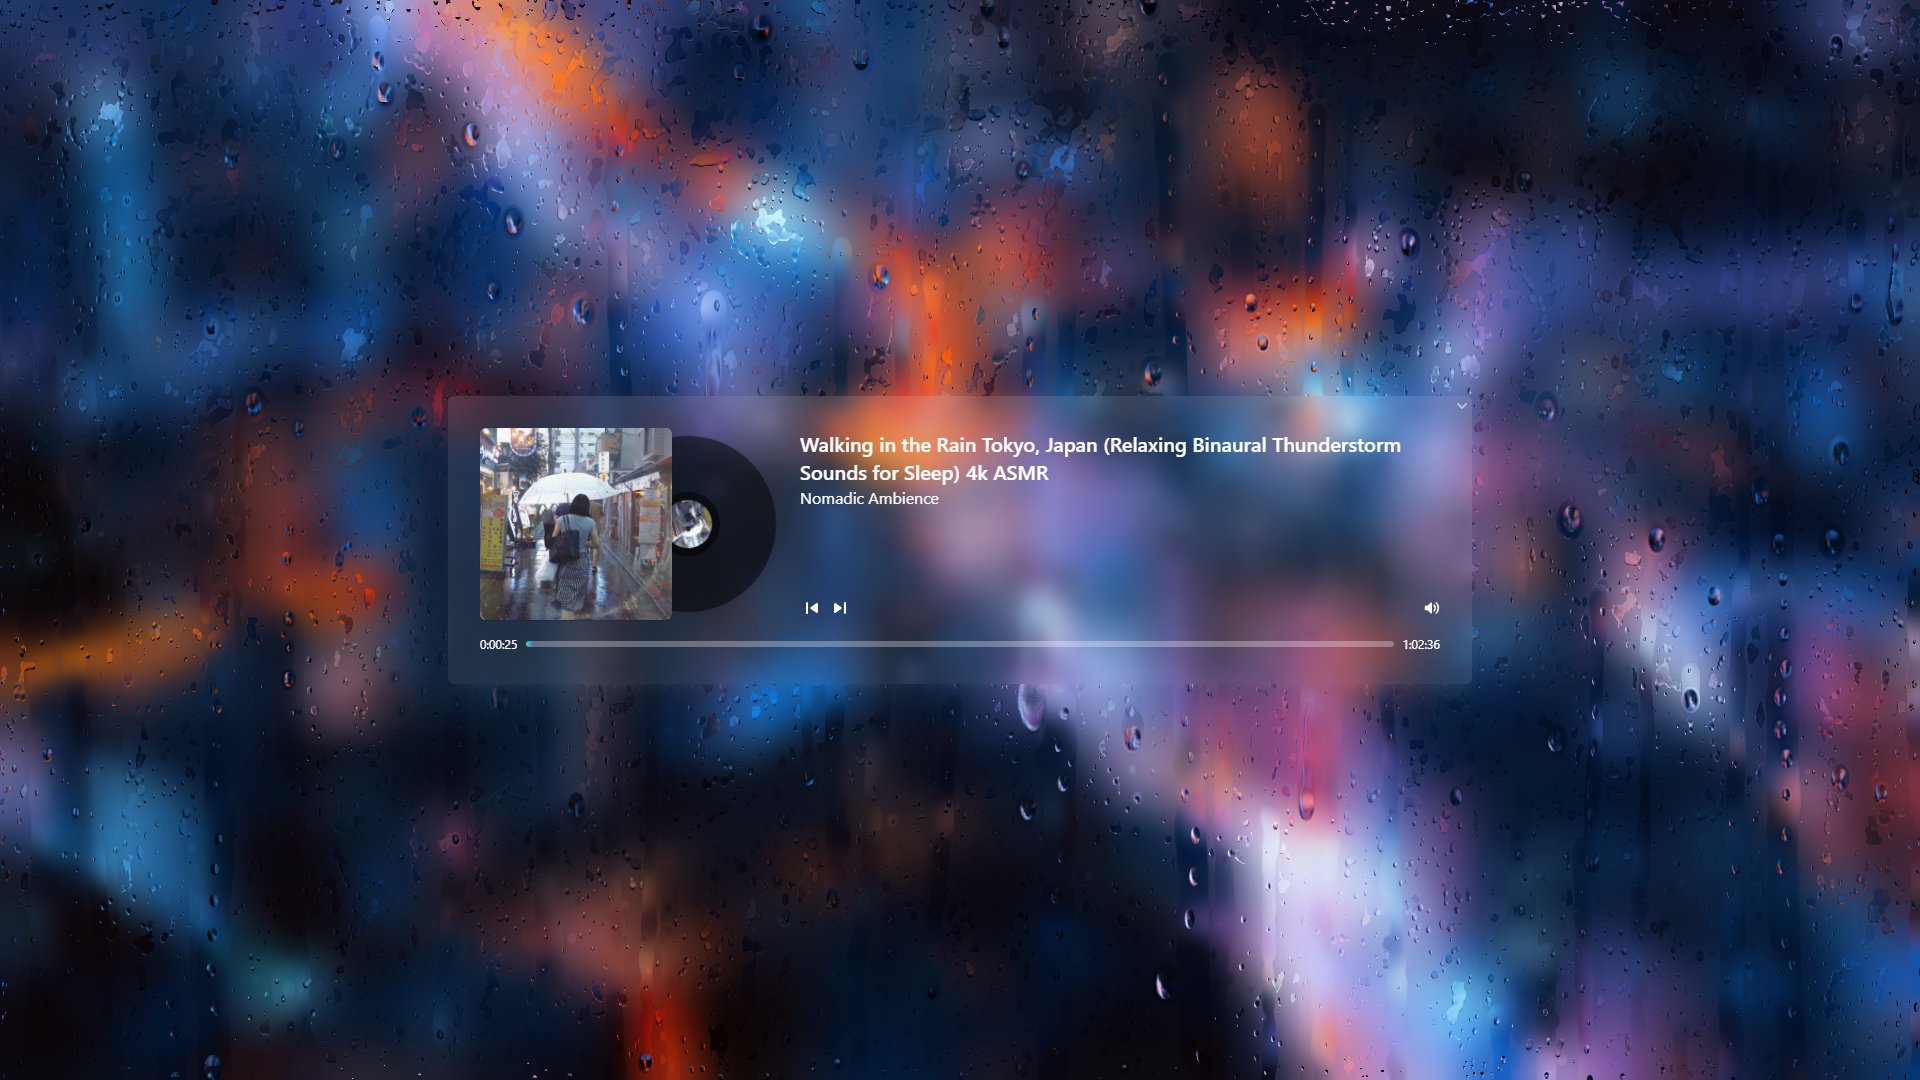 Walking in the Rain Tokyo, Japan (Relaxing Binaural Thunderstorm
Sounds for Sleep) 4k ASMR
Nomadic Ambience
0:00:25
1:02:36